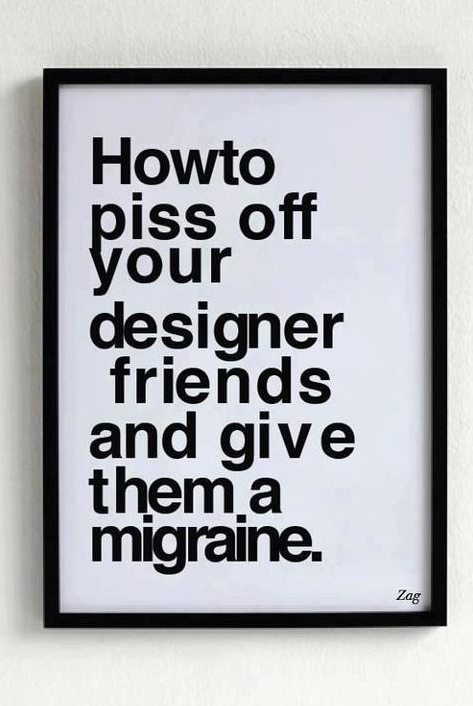 Howto
piss off
your
designer
friends
and give
them a
migraine.
Zag